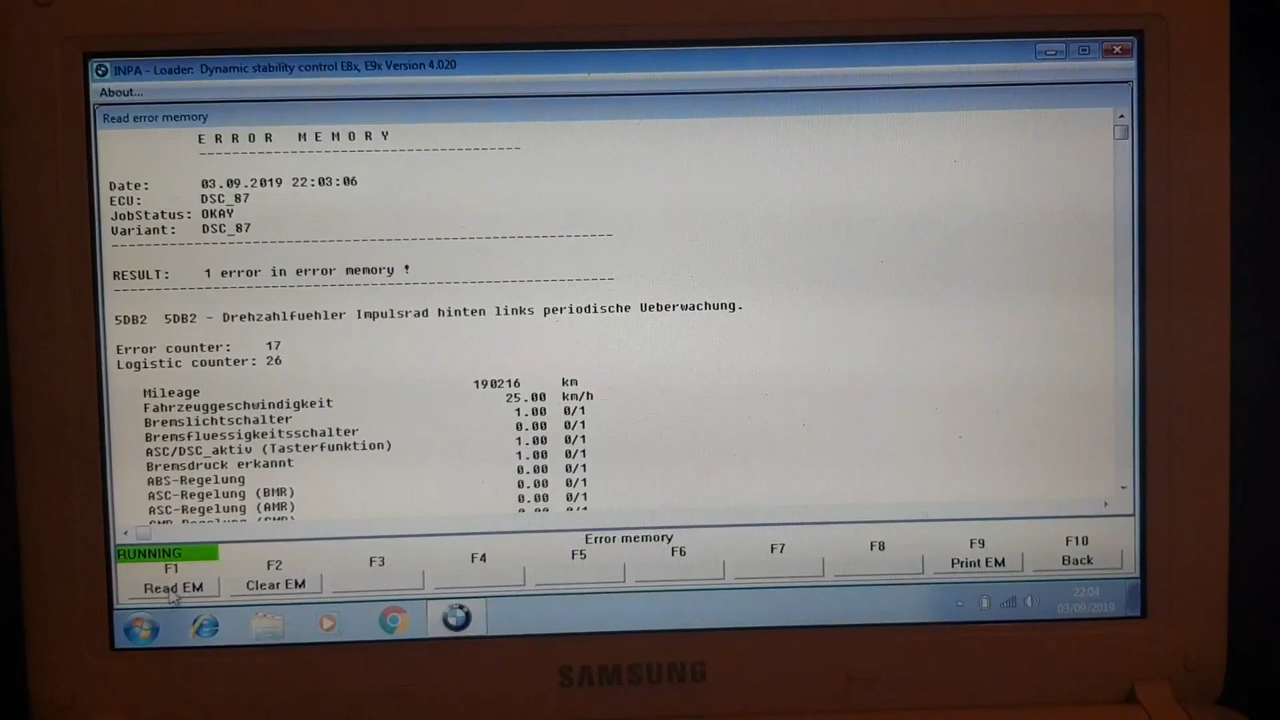 INPA - Loader: Dynamic stability control E8x, E9x Version 4.020
About...
Read error memory
E R R O R   M E M O R Y
------------------------------------
Date: 03.09.2019 22:03:06
ECU: DSC_87
JobStatus: OKAY
Variant: DSC_87
------------------------------------------------------------
RESULT: 1 error in error memory !
------------------------------------------------------------
5DB2 5DB2 - Drehzahlfuehler Impulsrad hinten links periodische Ueberwachung.
Error counter: 17
Logistic counter: 26
Mileage 190216 km
Fahrzeuggeschwindigkeit 25.00 km/h
Bremslichtschalter 1.00 0/1
Bremsfluessigkeitsschalter 0.00 0/1
ASC/DSC_aktiv (Tasterfunktion) 1.00 0/1
Bremsdruck erkannt 1.00 0/1
ABS-Regelung 0.00 0/1
ASC-Regelung (BMR) 0.00 0/1
ASC-Regelung (AMR) 0.00 0/1
Error memory
RUNNING
F1 F2 F3 F4 F5 F6 F7 F8 F9 F10
Read EM Clear EM Print EM Back
22:04
03/09/2019
SAMSUNG